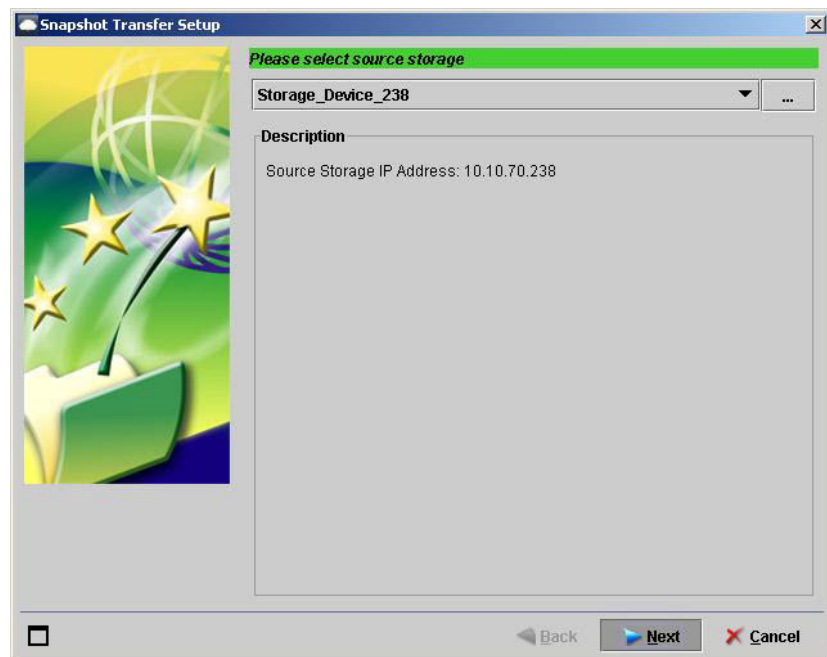 Snapshot Transfer Setup
Please select source storage
Storage_Device_238
...
Description
Source Storage IP Address: 10.10.70.238
Back Next Cancel